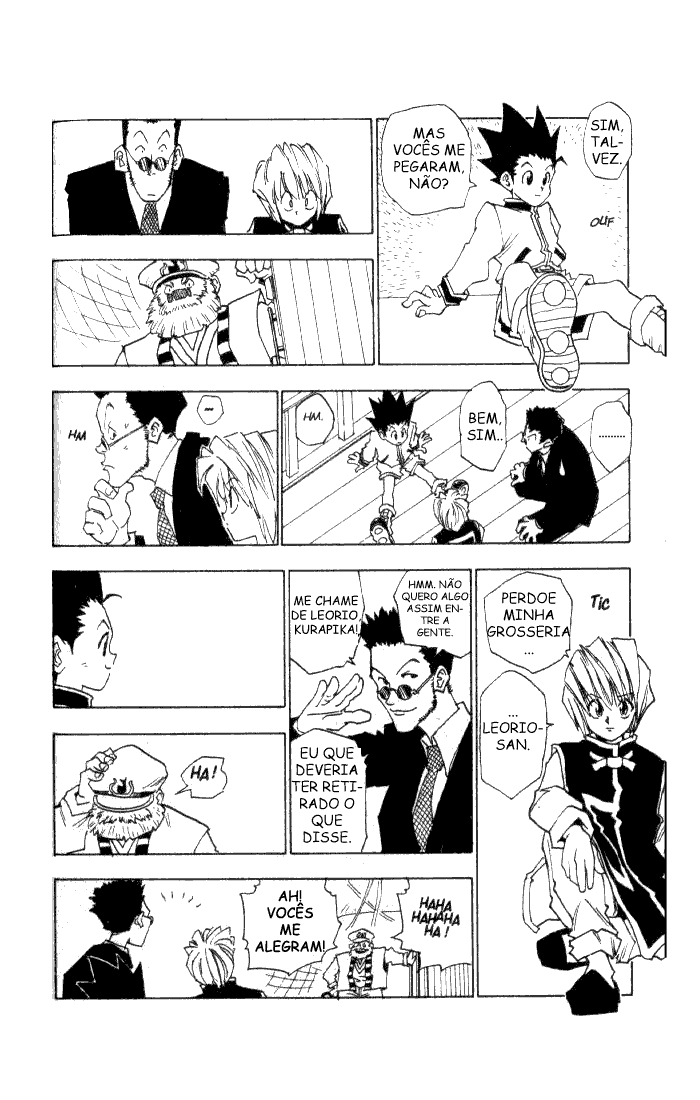 SIM,
TAL-
VEZ.
MAS
VOCÊS ME
PEGARAM,
NÃO?
OUF
.........
BEM,
SIM..
HM.
...
HM
TIC
PERDOE
MINHA
GROSSERIA
...
...
LEORIO-
SAN.
HMM. NÃO
QUERO ALGO
ASSIM EN-
TRE A
GENTE.
ME CHAME
DE LEORIO,
KURAPIKA!
EU QUE
DEVERIA
TER RETI-
RADO O
QUE
DISSE.
HA!
HAHA
HAHAHA
HA!
AH!
VOCÊS
ME
ALEGRAM!